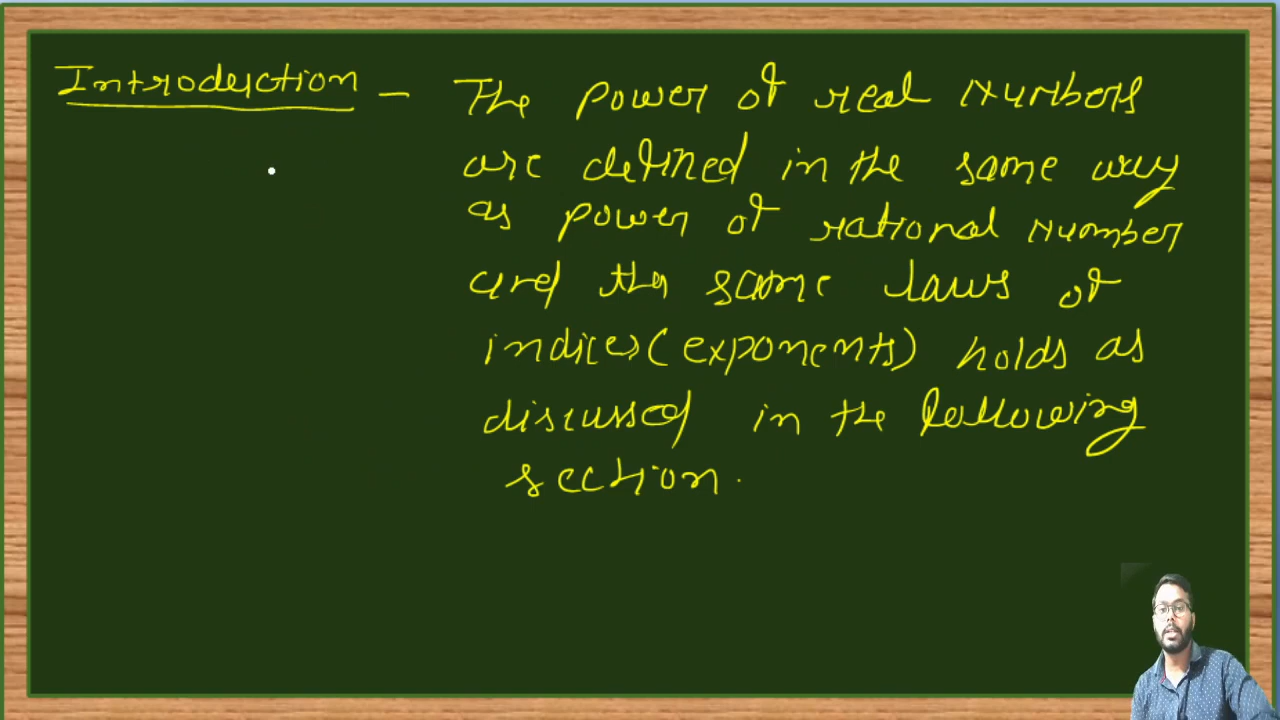 Introduction - The power of real numbers
are defined in the same way
as power of rational number
and the same laws of
indices (exponents) holds as
discussed in the following
section.